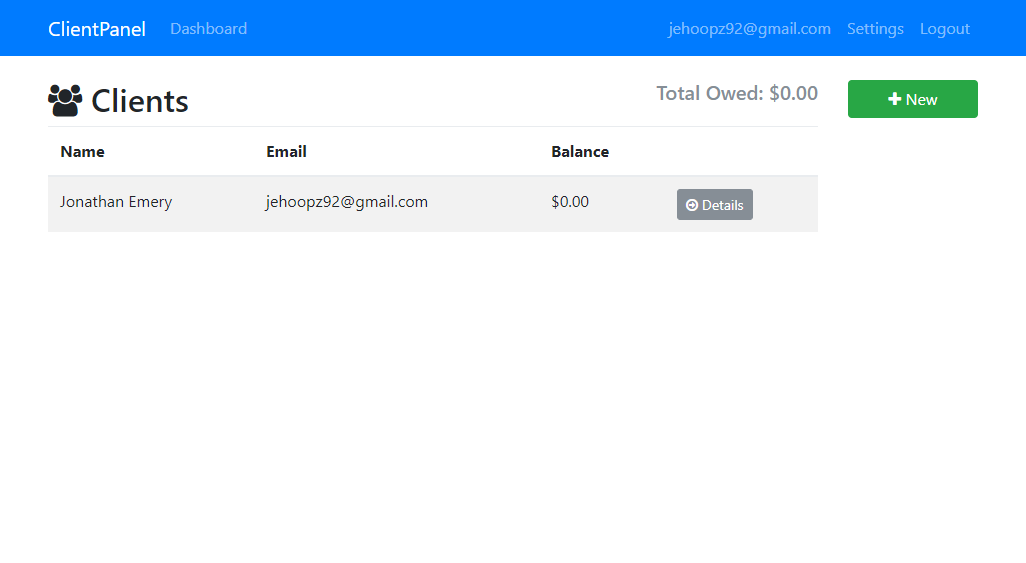 ClientPanel Dashboard jehoopz92@gmail.com Settings Logout
Clients Total Owed: $0.00 New
Name Email Balance
Jonathan Emery jehoopz92@gmail.com $0.00 Details